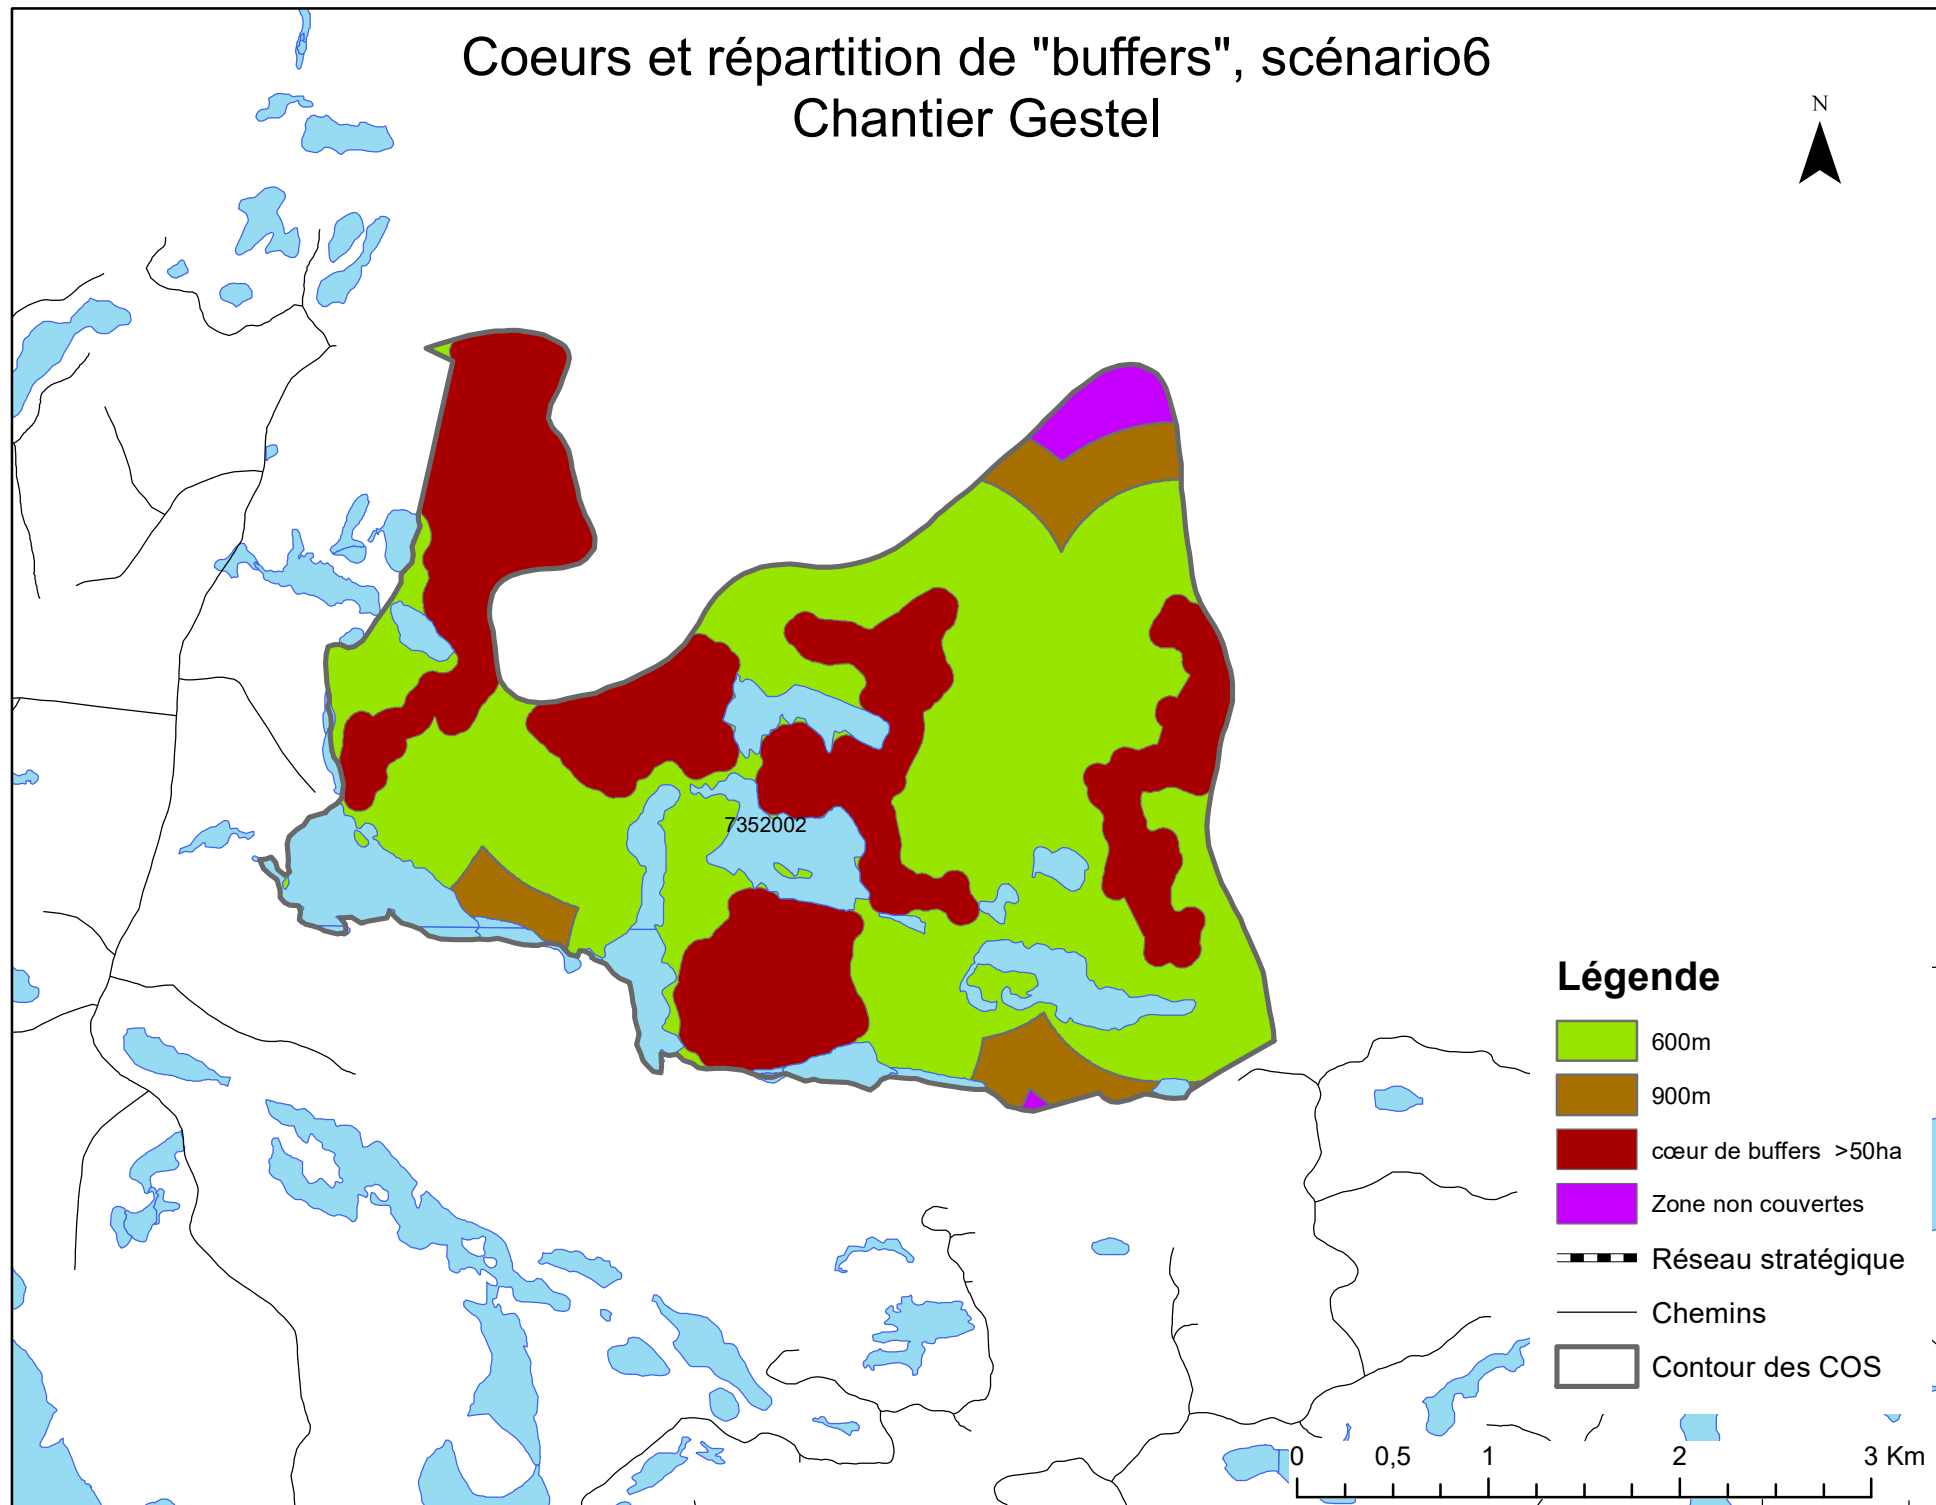 Coeurs et répartition de "buffers", scénario6
Chantier Gestel
N
7352002
Légende
600m
900m
cœur de buffers >50ha
Zone non couvertes
Réseau stratégique
Chemins
Contour des COS
0 0,5 1 2 3 Km